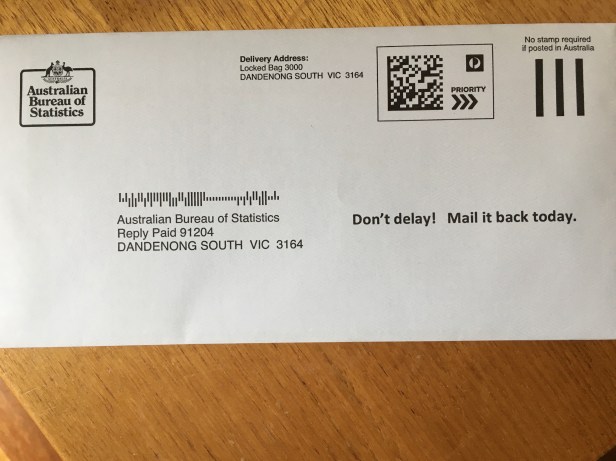 Australian
Bureau of
Statistics
Delivery Address:
Locked Bag 3000
DANDENONG SOUTH VIC 3164
PRIORITY
No stamp required
if posted in Australia
Australian Bureau of Statistics
Reply Paid 91204
DANDENONG SOUTH VIC 3164
Don't delay! Mail it back today.